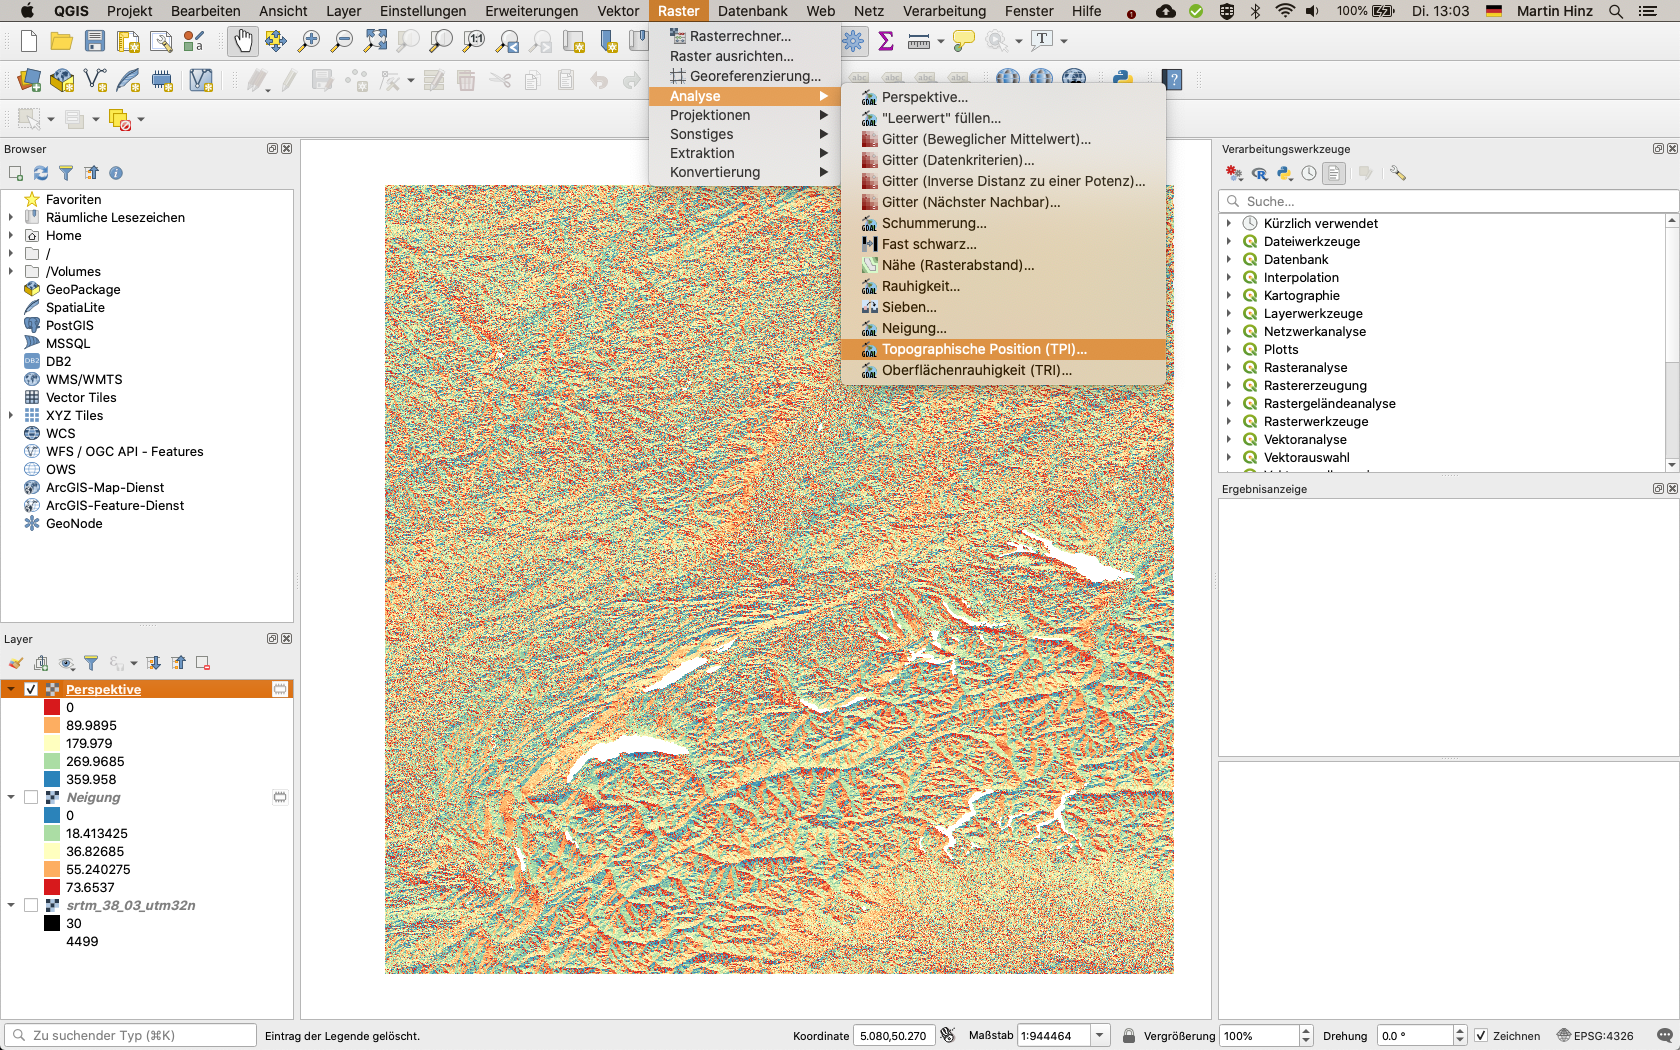 QGIS Projekt Bearbeiten Ansicht Layer Einstellungen Erweiterungen Vektor Raster Datenbank Web Netz Verarbeitung Fenster Hilfe 100% Di. 13:03 Martin Hinz
Rasterrechner...
Raster ausrichten...
Georeferenzierung...
Analyse
Projektionen
Sonstiges
Extraktion
Konvertierung
Perspektive...
"Leerwert" füllen...
Gitter (Beweglicher Mittelwert)...
Gitter (Datenkriterien)...
Gitter (Inverse Distanz zu einer Potenz)...
Gitter (Nächster Nachbar)...
Schummerung...
Fast schwarz...
Nähe (Rasterabstand)...
Rauhigkeit...
Sieben...
Neigung...
Topographische Position (TPI)...
Oberflächenrauhigkeit (TRI)...
Browser
Favoriten
Räumliche Lesezeichen
Home
/
/Volumes
GeoPackage
SpatiaLite
PostGIS
MSSQL
DB2
WMS/WMTS
Vector Tiles
XYZ Tiles
WCS
WFS / OGC API - Features
OWS
ArcGIS-Map-Dienst
ArcGIS-Feature-Dienst
GeoNode
Layer
Perspektive
0
89.9895
179.979
269.9685
359.958
Neigung
0
18.413425
36.82685
55.240275
73.6537
srtm_38_03_utm32n
30
4499
Verarbeitungswerkzeuge
Suche...
Kürzlich verwendet
Dateiwerkzeuge
Datenbank
Interpolation
Kartographie
Layerwerkzeuge
Netzwerkanalyse
Plotts
Rasteranalyse
Rastererzeugung
Rastergeländeanalyse
Rasterwerkzeuge
Vektoranalyse
Vektorauswahl
Ergebnisanzeige
Zu suchender Typ (⌘K) Eintrag der Legende gelöscht. Koordinate 5.080,50.270 Maßstab 1:944464 Vergrößerung 100% Drehung 0.0 ° Zeichnen EPSG:4326